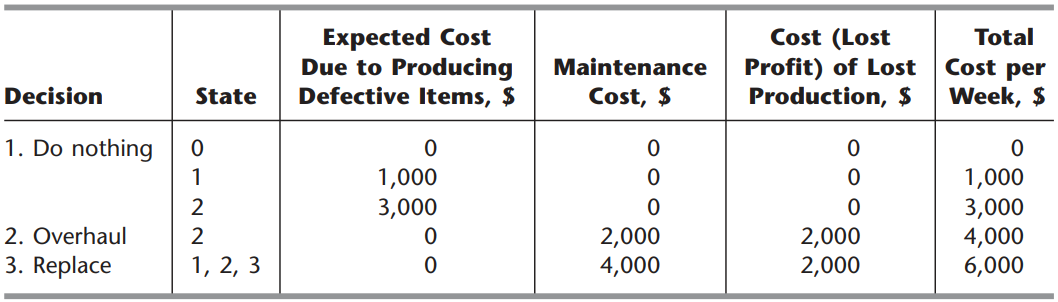 Expected Cost Cost (Lost Total
Due to Producing Maintenance Profit) of Lost Cost per
Decision State Defective Items, $ Cost, $ Production, $ Week, $
1. Do nothing 0 0 0 0 0
1 1,000 0 0 1,000
2 3,000 0 0 3,000
2. Overhaul 2 0 2,000 2,000 4,000
3. Replace 1, 2, 3 0 4,000 2,000 6,000